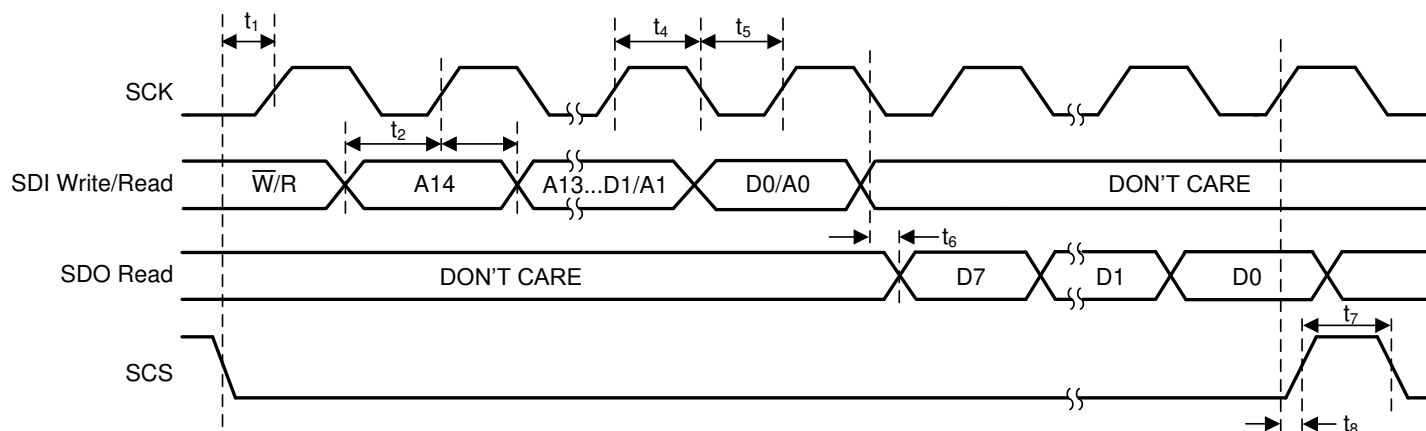 t1 t4 t5
SCK
t2
SDI Write/Read W̅/R A14 A13...D1/A1 D0/A0 DON'T CARE
t6
SDO Read DON'T CARE D7 D1 D0
t7
SCS
t8